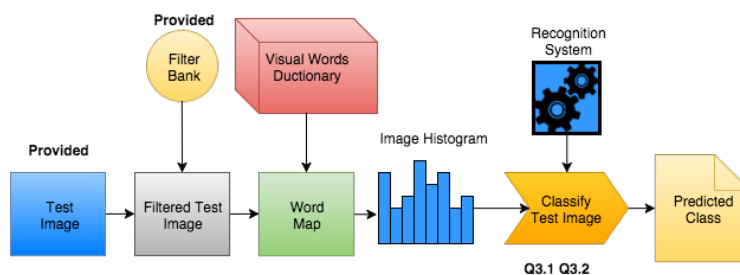 Provided
Filter
Bank
Visual Words
Ductionary
Recognition
System
Provided
Image Histogram
Test
Image
Filtered Test
Image
Word
Map
Classify
Test Image
Predicted
Class
Q3.1 Q3.2